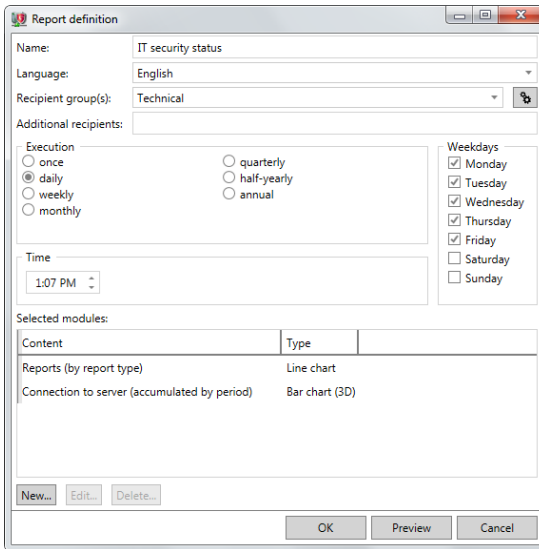 Report definition
Name: IT security status
Language: English
Recipient group(s): Technical
Additional recipients:
Execution
once quarterly
daily half-yearly
weekly annual
monthly
Weekdays
Monday
Tuesday
Wednesday
Thursday
Friday
Saturday
Sunday
Time
1:07 PM
Selected modules:
Content Type
Reports (by report type) Line chart
Connection to server (accumulated by period) Bar chart (3D)
New... Edit... Delete...
OK Preview Cancel